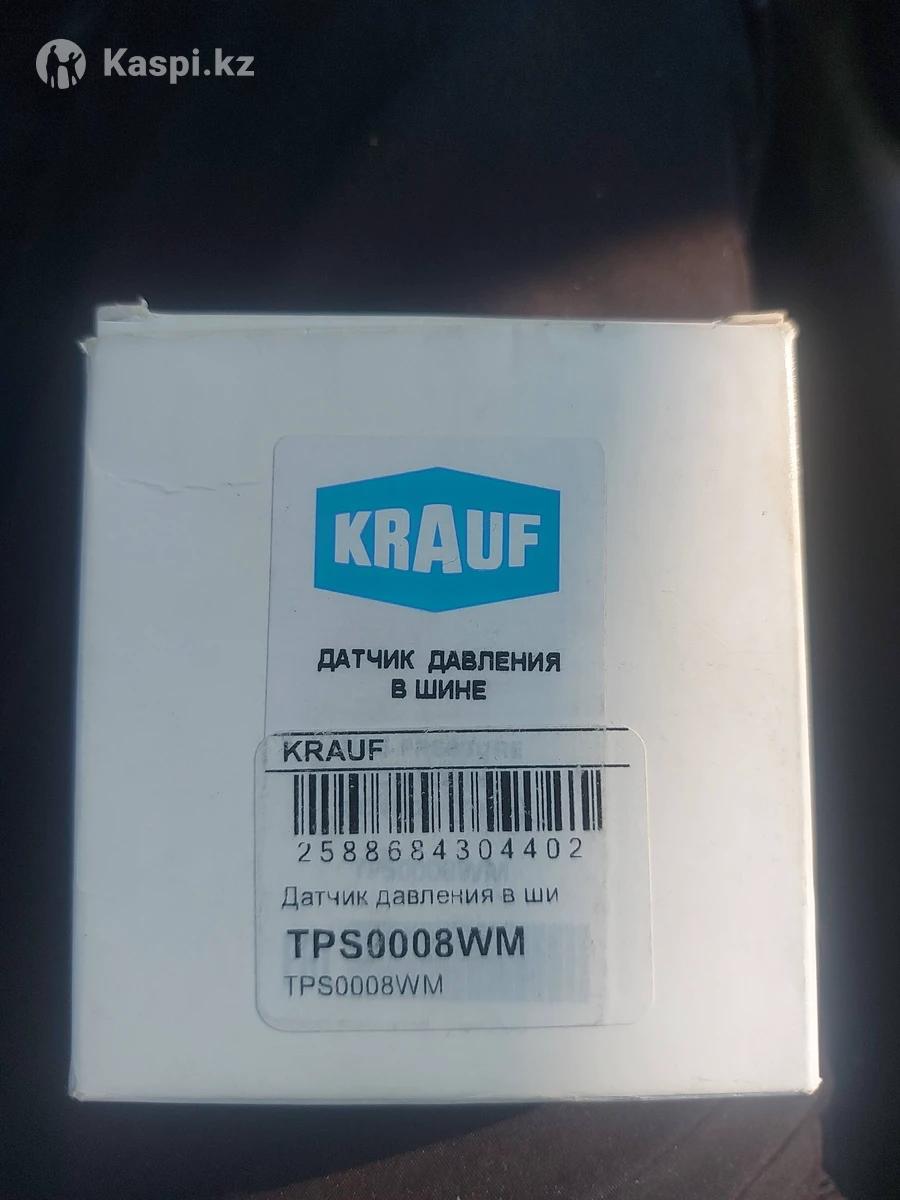 Kaspi.kz
KRAUF
ДАТЧИК ДАВЛЕНИЯ
В ШИНЕ
KRAUF
2588684304402
Датчик давления в ши
TPS0008WM
TPS0008WM